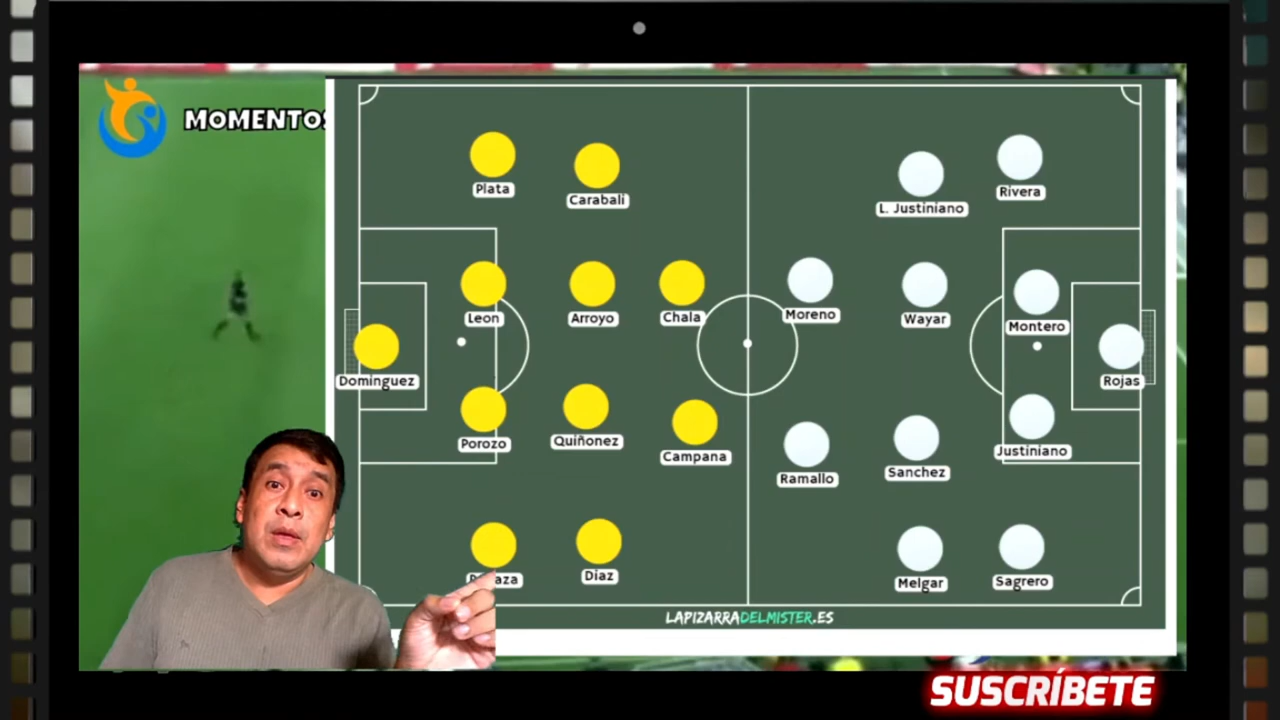 MOMENTOS
Plata
Carabalí
L. Justiniano
Rivera
Leon
Arroyo
Chala
Moreno
Wayar
Montero
Dominguez
Rojas
Porozo
Quiñonez
Campana
Ramallo
Sanchez
Justiniano
Diaz
Melgar
Sagrero
LAPIZARRADELMISTER.ES
SUSCRÍBETE